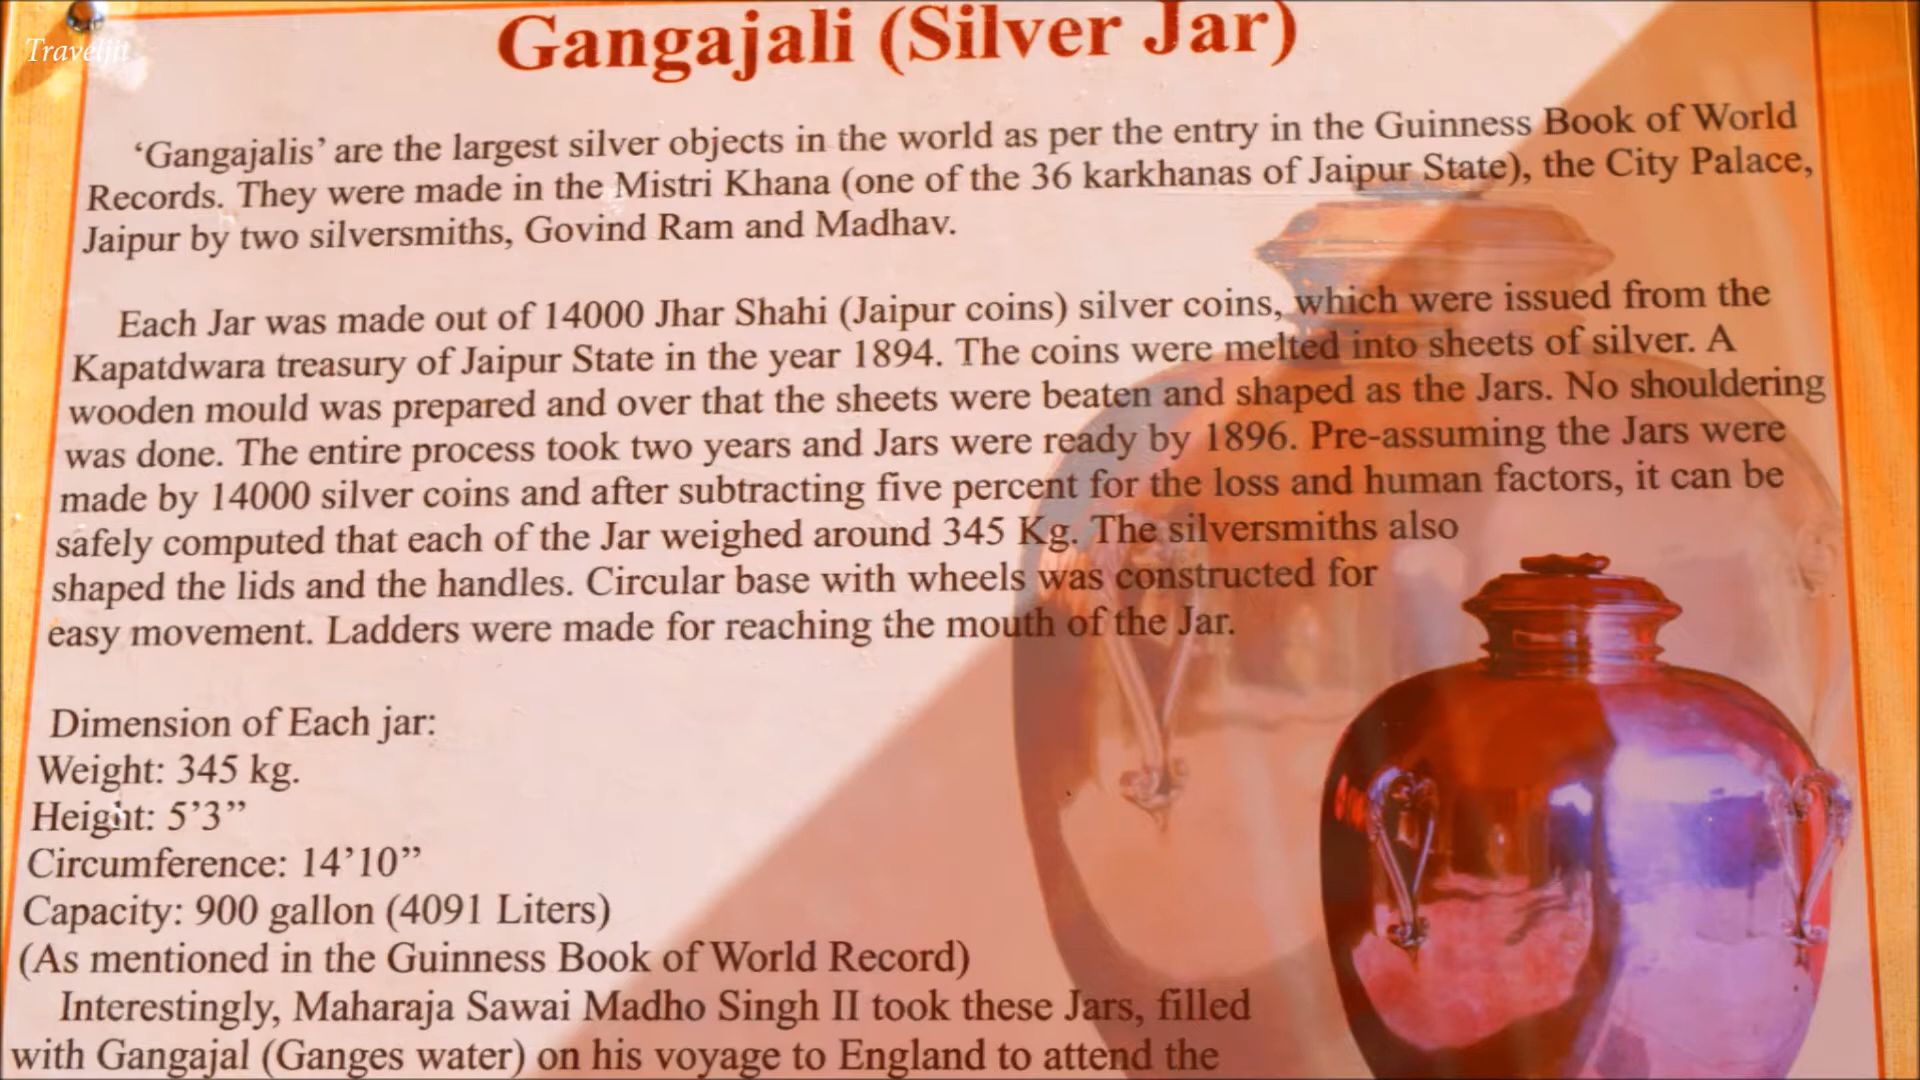 Traveljit
Gangajali (Silver Jar)
‘Gangajalis’ are the largest silver objects in the world as per the entry in the Guinness Book of World
Records. They were made in the Mistri Khana (one of the 36 karkhanas of Jaipur State), the City Palace,
Jaipur by two silversmiths, Govind Ram and Madhav.
Each Jar was made out of 14000 Jhar Shahi (Jaipur coins) silver coins, which were issued from the
Kapatdwara treasury of Jaipur State in the year 1894. The coins were melted into sheets of silver. A
wooden mould was prepared and over that the sheets were beaten and shaped as the Jars. No shouldering
was done. The entire process took two years and Jars were ready by 1896. Pre-assuming the Jars were
made by 14000 silver coins and after subtracting five percent for the loss and human factors, it can be
safely computed that each of the Jar weighed around 345 Kg. The silversmiths also
shaped the lids and the handles. Circular base with wheels was constructed for
easy movement. Ladders were made for reaching the mouth of the Jar.
Dimension of Each jar:
Weight: 345 kg.
Height: 5’3”
Circumference: 14’10”
Capacity: 900 gallon (4091 Liters)
(As mentioned in the Guinness Book of World Record)
Interestingly, Maharaja Sawai Madho Singh II took these Jars, filled
with Gangajal (Ganges water) on his voyage to England to attend the